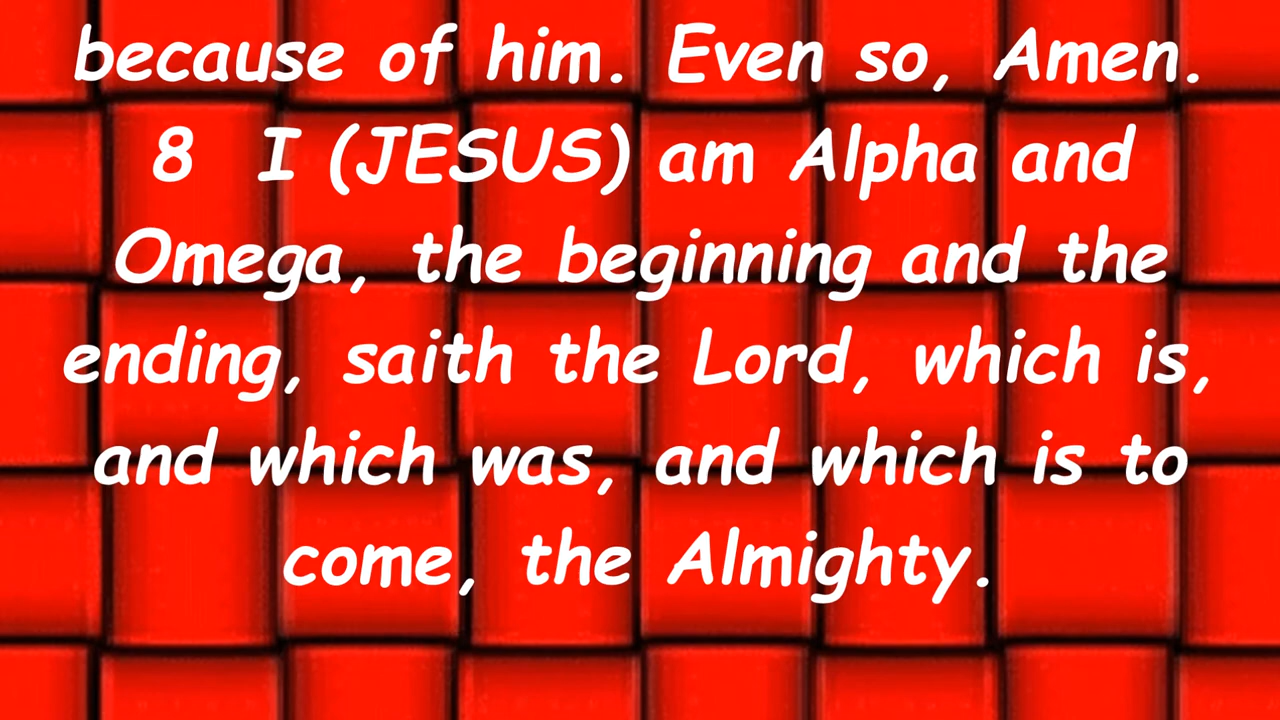 because of him. Even so, Amen.
8 I (JESUS) am Alpha and
Omega, the beginning and the
ending, saith the Lord, which is,
and which was, and which is to
come, the Almighty.